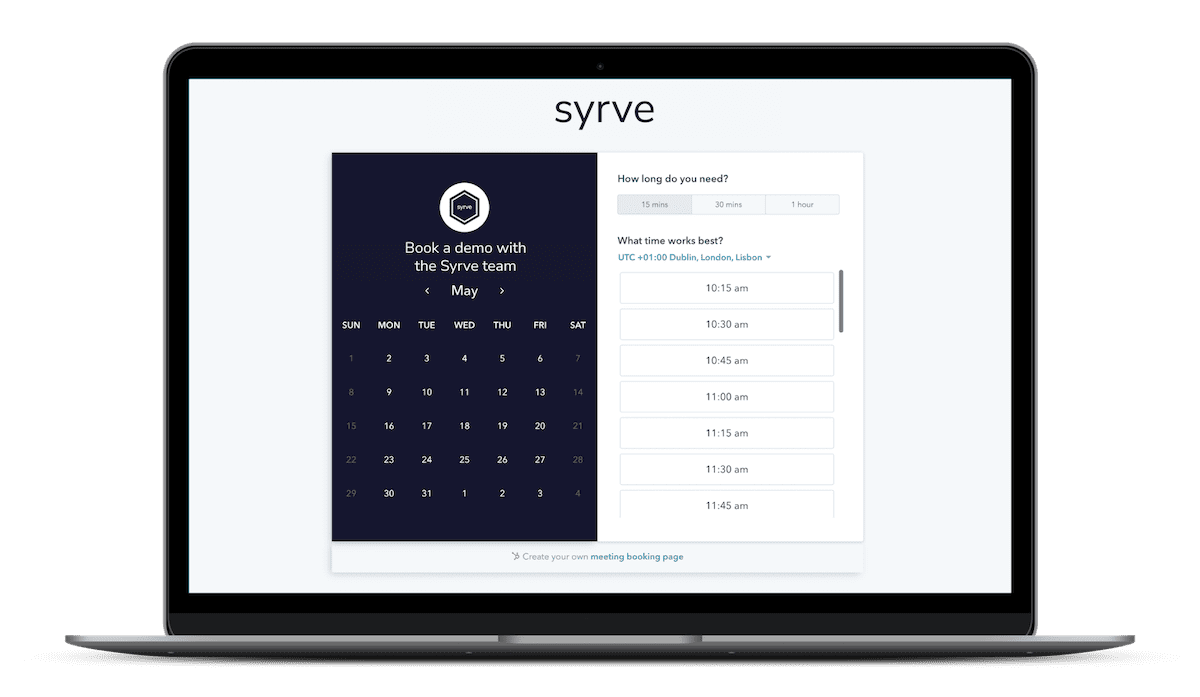 syrve
syrve
Book a demo with
the Syrve team
‹ May ›
SUN MON TUE WED THU FRI SAT
1 2 3 4 5 6 7
8 9 10 11 12 13 14
15 16 17 18 19 20 21
22 23 24 25 26 27 28
29 30 31 1 2 3 4
How long do you need?
15 mins 30 mins 1 hour
What time works best?
UTC +01:00 Dublin, London, Lisbon
10:15 am
10:30 am
10:45 am
11:00 am
11:15 am
11:30 am
11:45 am
Create your own meeting booking page